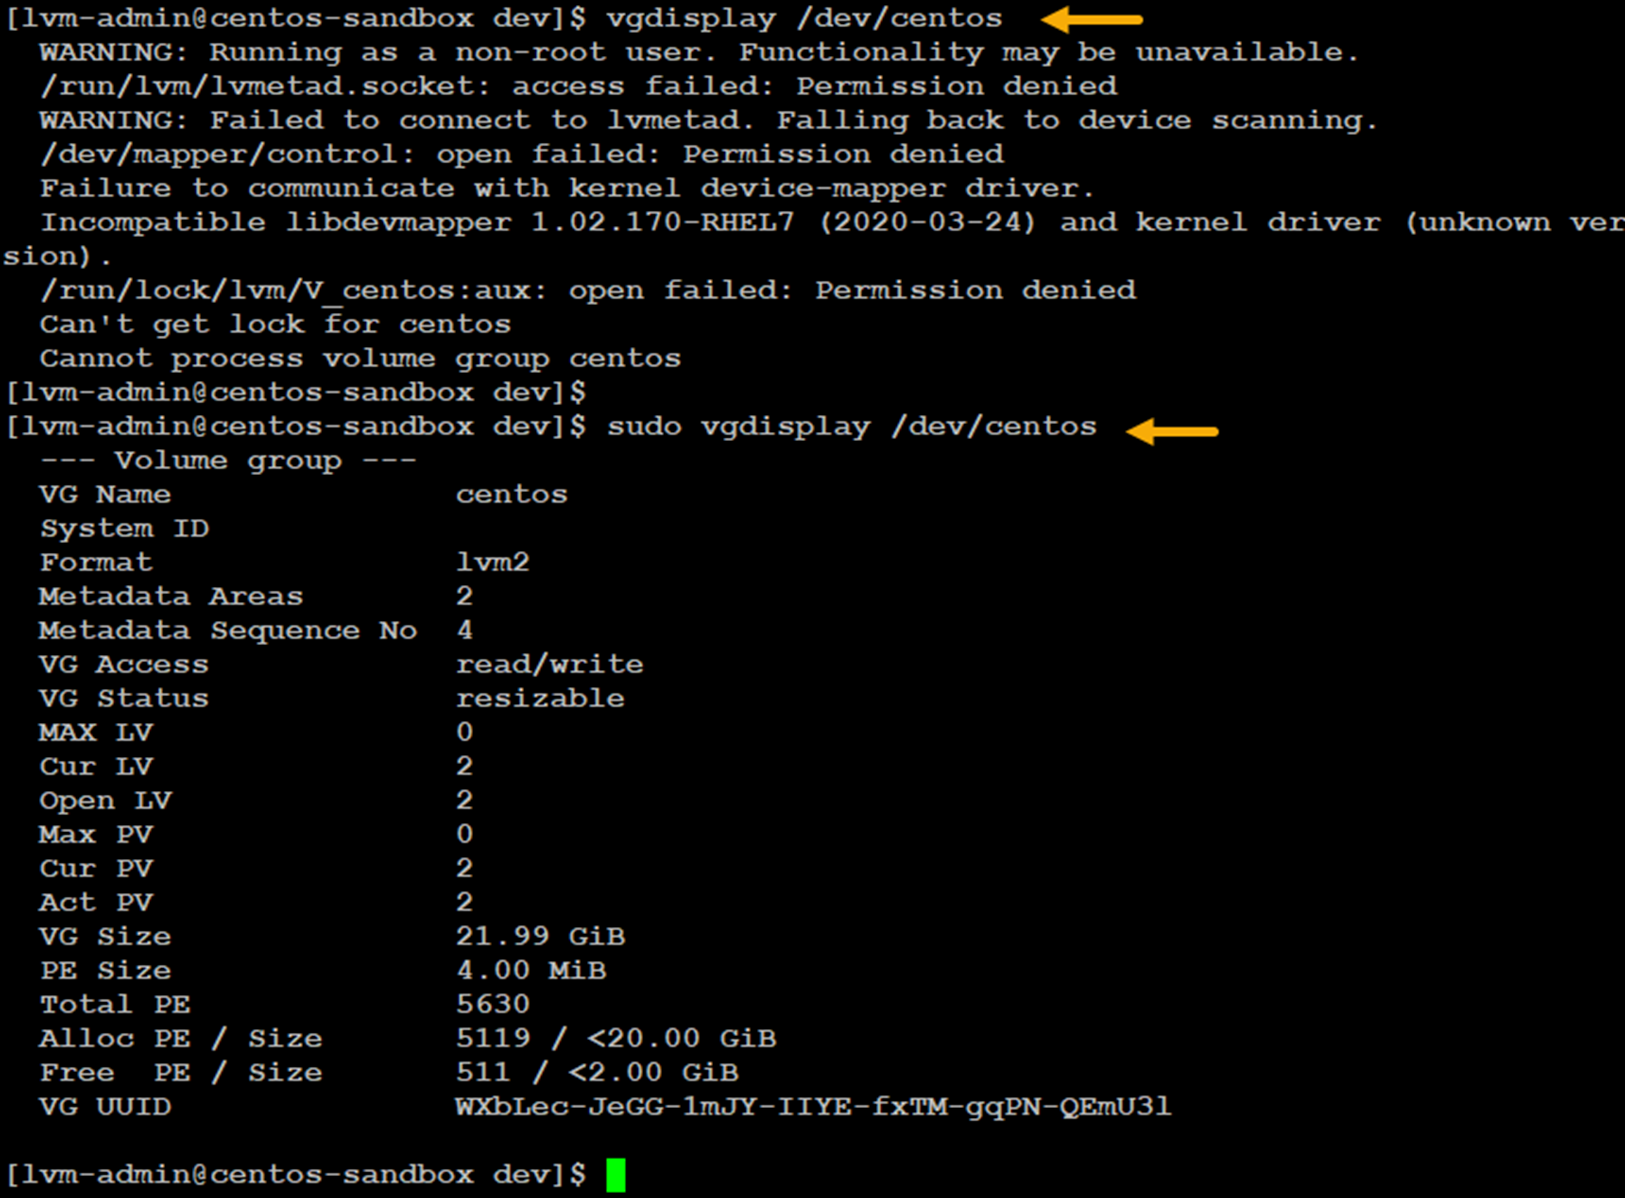 [lvm-admin@centos-sandbox dev]$ vgdisplay /dev/centos
  WARNING: Running as a non-root user. Functionality may be unavailable.
  /run/lvm/lvmetad.socket: access failed: Permission denied
  WARNING: Failed to connect to lvmetad. Falling back to device scanning.
  /dev/mapper/control: open failed: Permission denied
  Failure to communicate with kernel device-mapper driver.
  Incompatible libdevmapper 1.02.170-RHEL7 (2020-03-24) and kernel driver (unknown ver
sion).
  /run/lock/lvm/V_centos:aux: open failed: Permission denied
  Can't get lock for centos
  Cannot process volume group centos
[lvm-admin@centos-sandbox dev]$
[lvm-admin@centos-sandbox dev]$ sudo vgdisplay /dev/centos
  --- Volume group ---
  VG Name               centos
  System ID
  Format                lvm2
  Metadata Areas        2
  Metadata Sequence No  4
  VG Access             read/write
  VG Status             resizable
  MAX LV                0
  Cur LV                2
  Open LV               2
  Max PV                0
  Cur PV                2
  Act PV                2
  VG Size               21.99 GiB
  PE Size               4.00 MiB
  Total PE              5630
  Alloc PE / Size       5119 / <20.00 GiB
  Free  PE / Size       511 / <2.00 GiB
  VG UUID               WXbLec-JeGG-1mJY-IIYE-fxTM-gqPN-QEmU3l
[lvm-admin@centos-sandbox dev]$